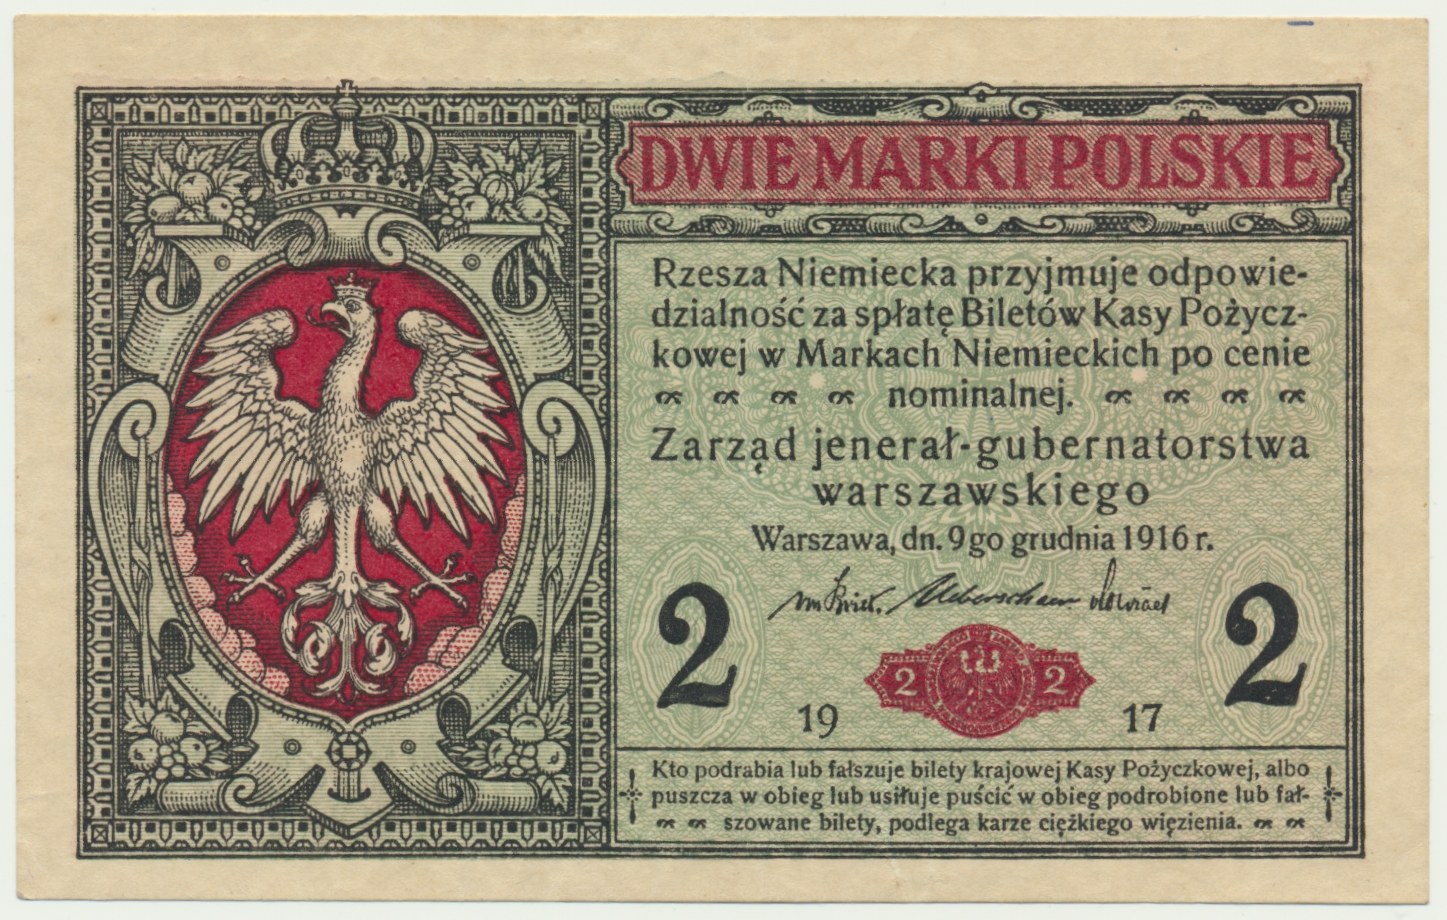 DWIE MARKI POLSKIE
Rzesza Niemiecka przyjmuje odpowie-
dzialność za spłatę Biletów Kasy Pożycz-
kowej w Markach Niemieckich po cenie
nominalnej.
Zarząd jenerał-gubernatorstwa
warszawskiego
Warszawa, dn. 9go grudnia 1916 r.
2 2
2 2
19 17
Kto podrabia lub fałszuje bilety krajowej Kasy Pożyczkowej, albo
puszcza w obieg lub usiłuje puścić w obieg podrobione lub fał-
szowane bilety, podlega karze ciężkiego więzienia.